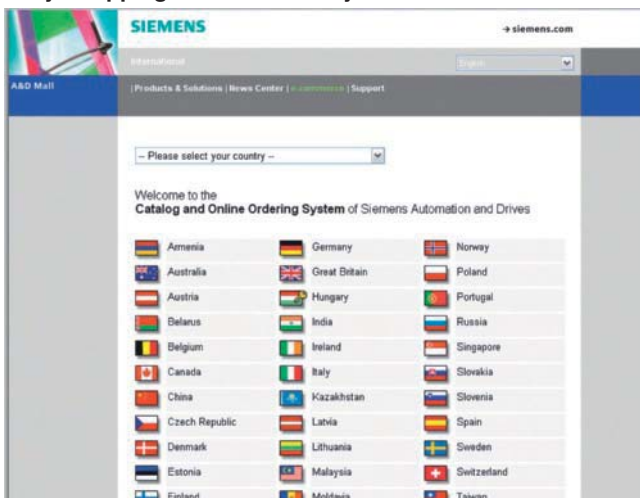 SIEMENS
→ siemens.com
International
English
A&D Mall
| Products & Solutions | News Center | e-commerce | Support
-- Please select your country --
Welcome to the
Catalog and Online Ordering System of Siemens Automation and Drives
Armenia Germany Norway
Australia Great Britain Poland
Austria Hungary Portugal
Belarus India Russia
Belgium Ireland Singapore
Canada Italy Slovakia
China Kazakhstan Slovenia
Czech Republic Latvia Spain
Denmark Lithuania Sweden
Estonia Malaysia Switzerland
Finland Moldavia Taiwan